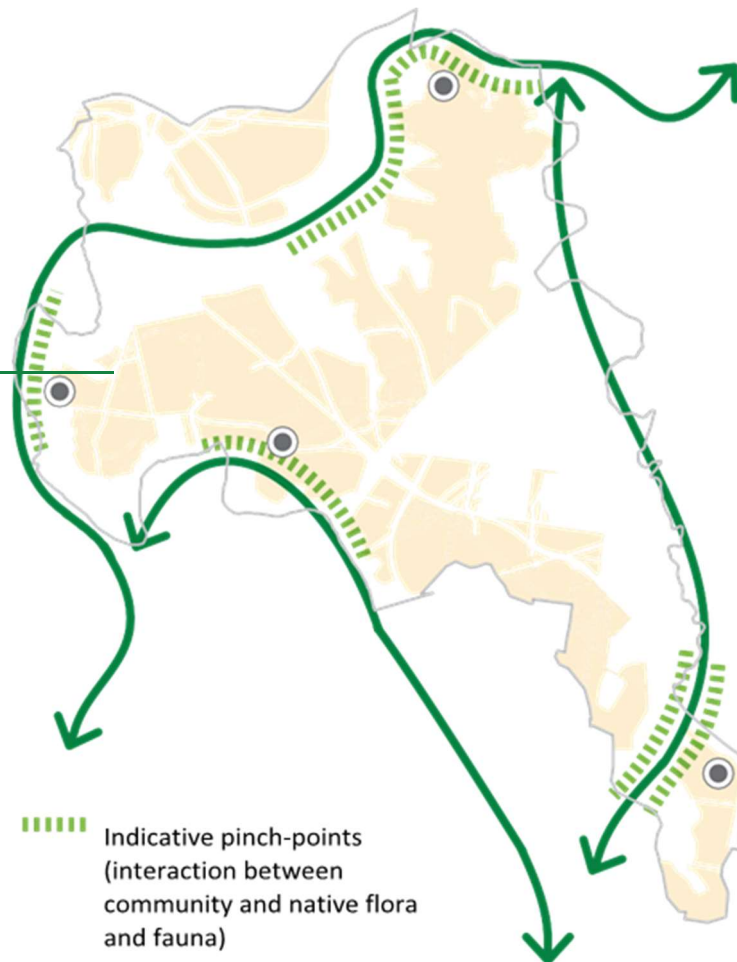 Indicative pinch-points
(interaction between
community and native flora
and fauna)